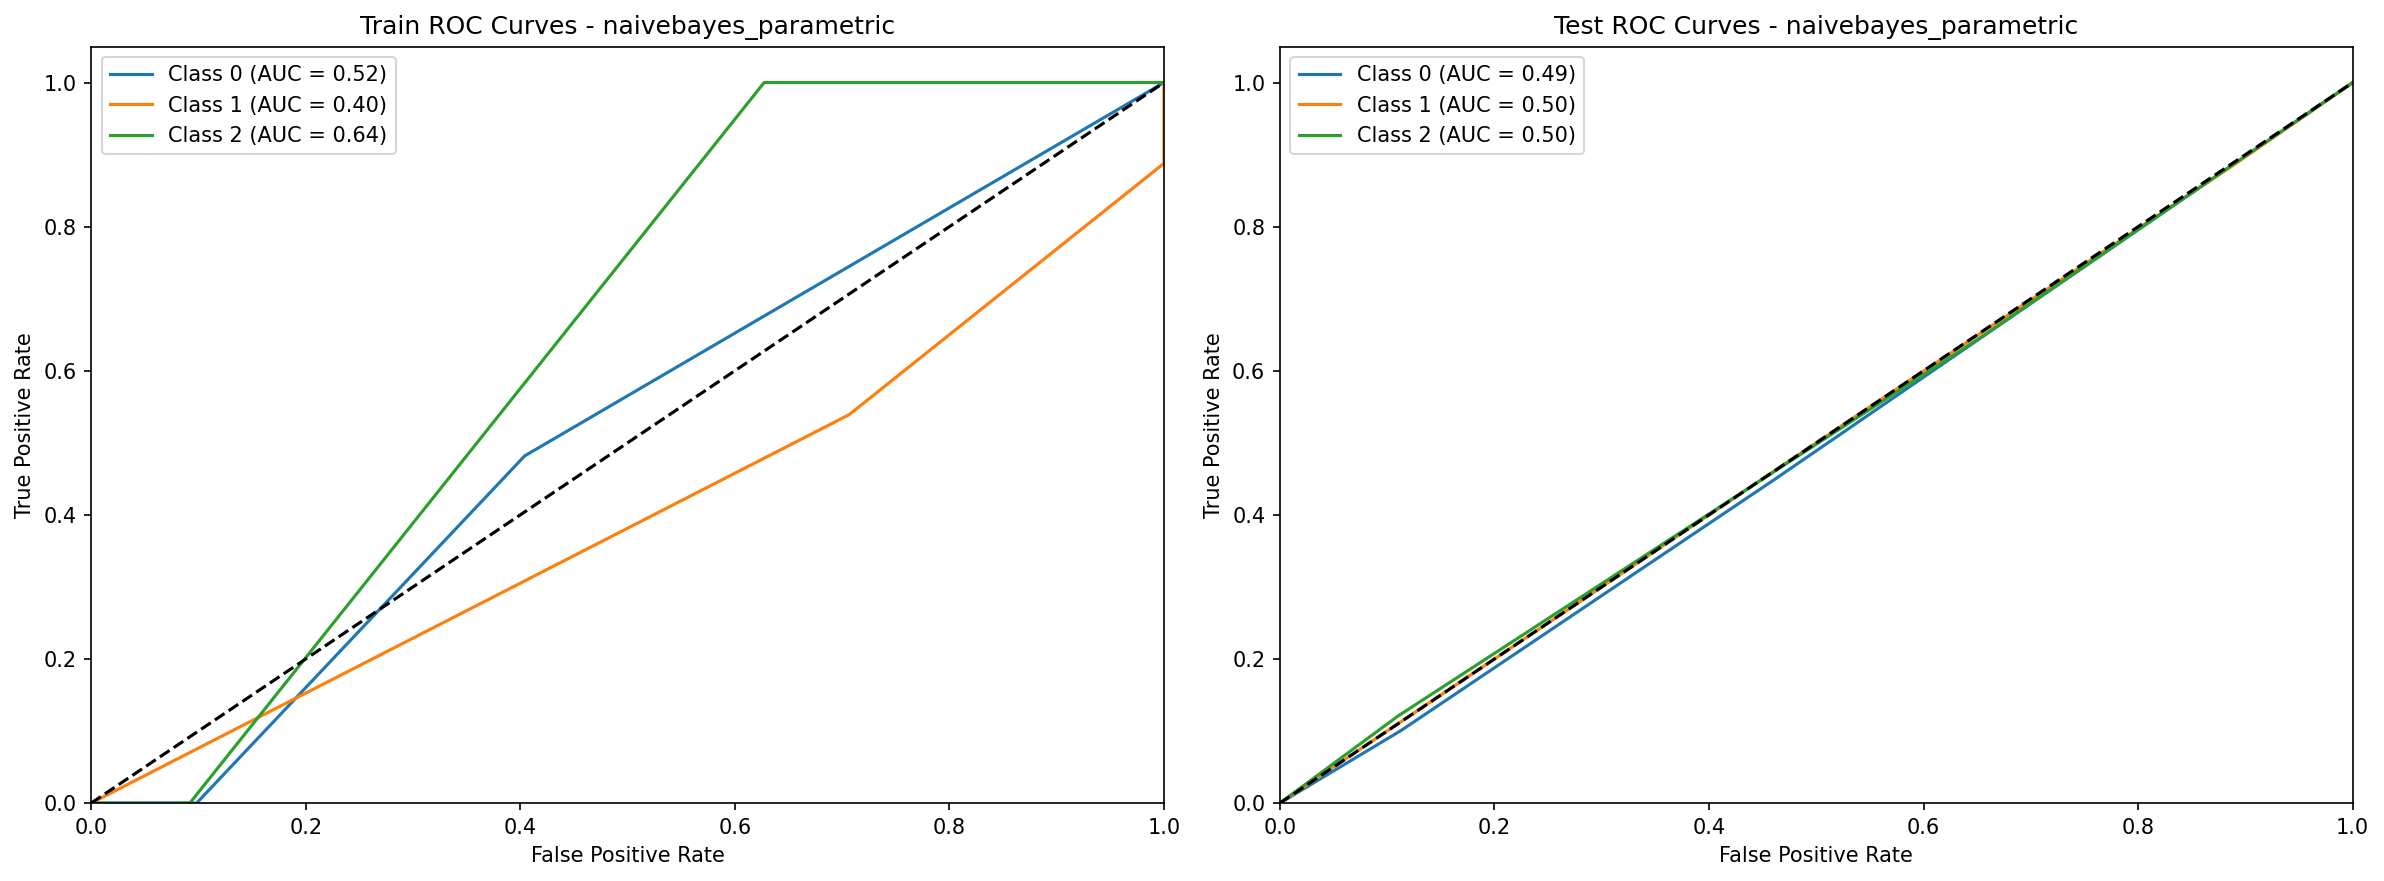 Train ROC Curves - naivebayes_parametric
Class 0 (AUC = 0.52)
Class 1 (AUC = 0.40)
Class 2 (AUC = 0.64)
True Positive Rate
1.0
0.8
0.6
0.4
0.2
0.0
0.0 0.2 0.4 0.6 0.8 1.0
False Positive Rate
Test ROC Curves - naivebayes_parametric
Class 0 (AUC = 0.49)
Class 1 (AUC = 0.50)
Class 2 (AUC = 0.50)
True Positive Rate
1.0
0.8
0.6
0.4
0.2
0.0
0.0 0.2 0.4 0.6 0.8 1.0
False Positive Rate